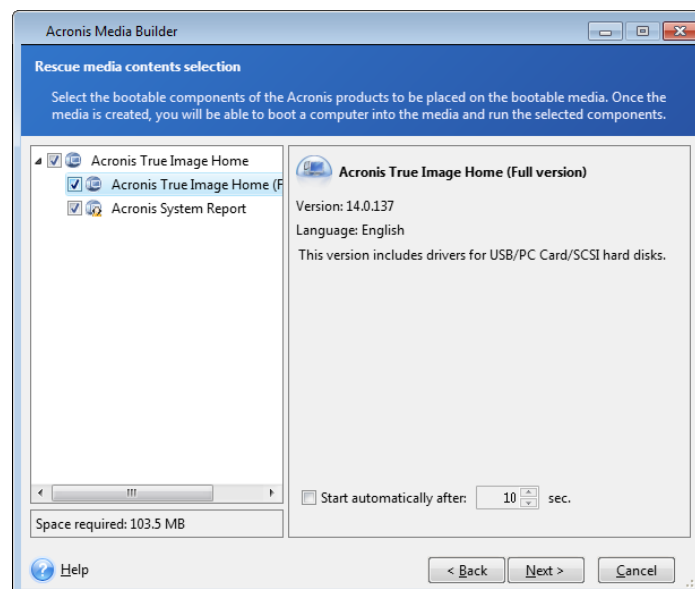 Acronis Media Builder
Rescue media contents selection
Select the bootable components of the Acronis products to be placed on the bootable media. Once the
media is created, you will be able to boot a computer into the media and run the selected components.
Acronis True Image Home
Acronis True Image Home (F
Acronis System Report
Acronis True Image Home (Full version)
Version: 14.0.137
Language: English
This version includes drivers for USB/PC Card/SCSI hard disks.
Start automatically after: 10 sec.
Space required: 103.5 MB
Help
< Back Next > Cancel